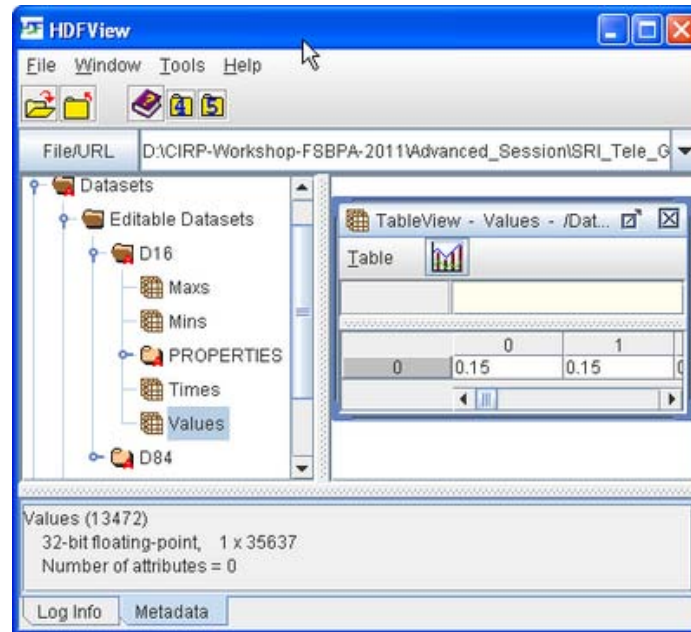 HDFView
File Window Tools Help
4 5
File/URL D:\CIRP-Workshop-FSBPA-2011\Advanced_Session\SRI_Tele_G
Datasets
Editable Datasets
D16
Maxs
Mins
PROPERTIES
Times
Values
D84
TableView - Values - /Dat...
Table
0 1
0 0.15 0.15
Values (13472)
32-bit floating-point, 1 x 35637
Number of attributes = 0
Log Info Metadata